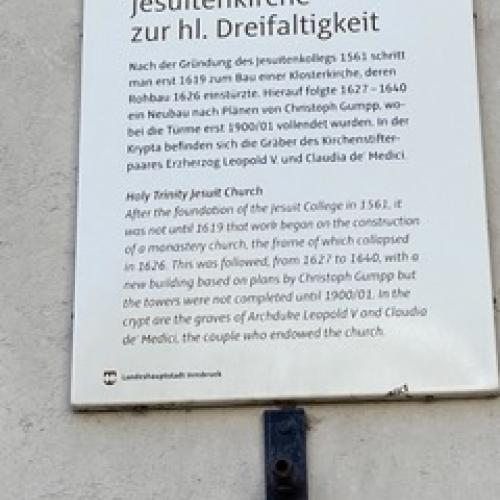 Jesuitenkirche
zur hl. Dreifaltigkeit
Nach der Gründung des Jesuitenkollegs 1561 schritt
man erst 1619 zum Bau einer Klosterkirche, deren
Rohbau 1626 einstürzte. Hierauf folgte 1627 – 1640
ein Neubau nach Plänen von Christoph Gumpp, wo-
bei die Türme erst 1900/01 vollendet wurden. In der
Krypta befinden sich die Gräber des Kirchenstifter-
paares Erzherzog Leopold V. und Claudia de' Medici.
Holy Trinity Jesuit Church
After the foundation of the Jesuit College in 1561, it
was not until 1619 that work began on the construction
of a monastery church, the frame of which collapsed
in 1626. This was followed, from 1627 to 1640, with a
new building based on plans by Christoph Gumpp but
the towers were not completed until 1900/01. In the
crypt are the graves of Archduke Leopold V and Claudia
de' Medici, the couple who endowed the church.
Landeshauptstadt Innsbruck